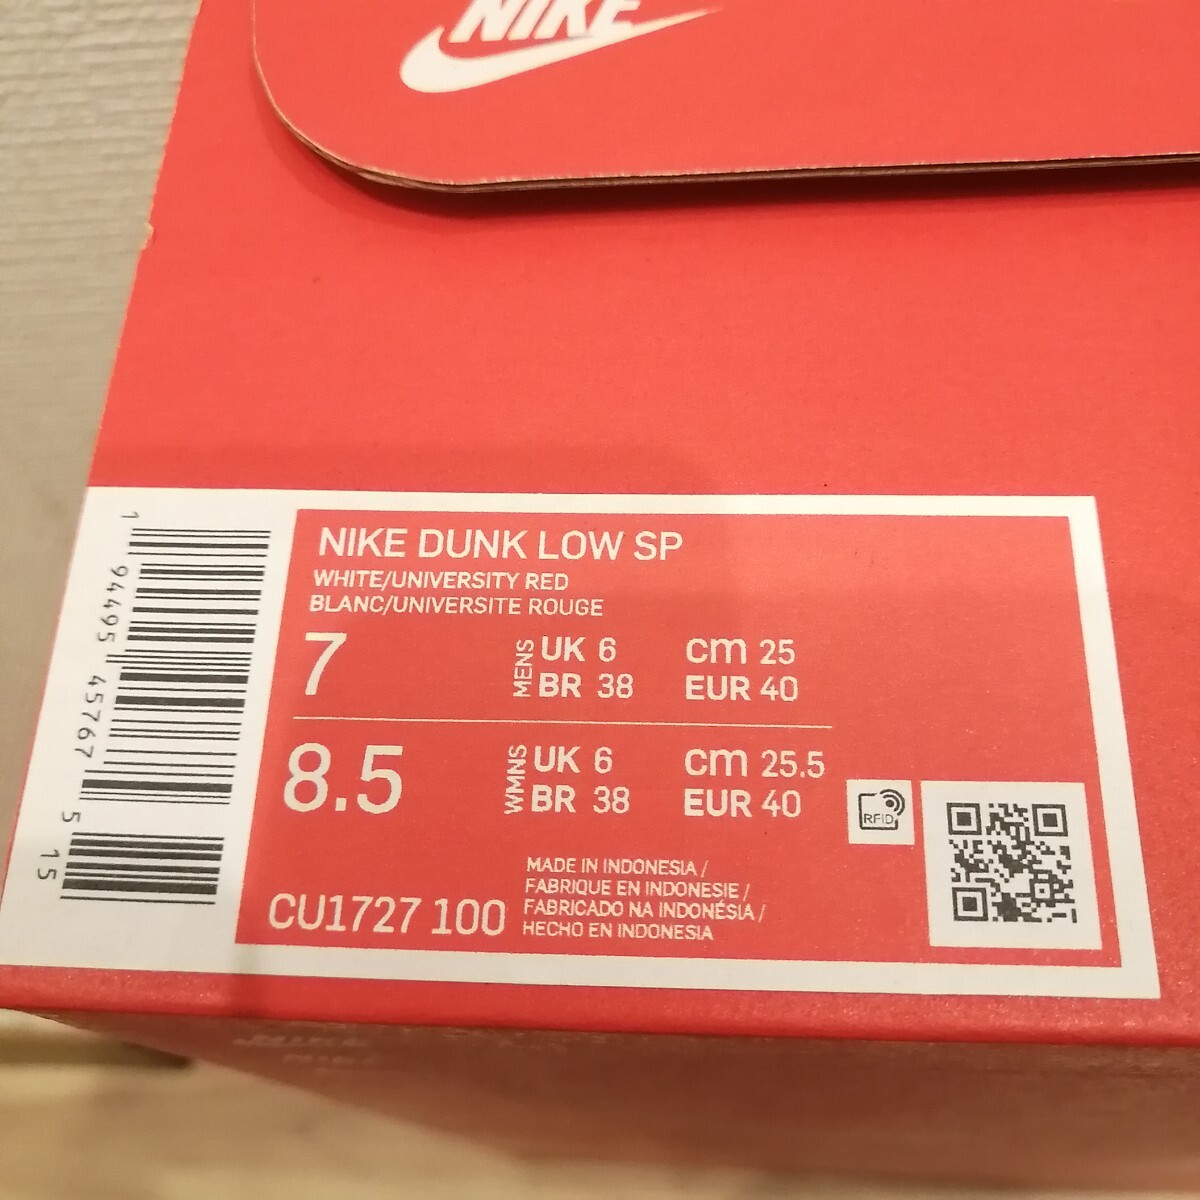 NIKE
NIKE DUNK LOW SP
WHITE/UNIVERSITY RED
BLANC/UNIVERSITE ROUGE
7 MENS UK 6 cm 25
BR 38 EUR 40
8.5 WMNS UK 6 cm 25.5
BR 38 EUR 40
RFID
MADE IN INDONESIA /
FABRIQUE EN INDONESIE /
FABRICADO NA INDONÉSIA /
HECHO EN INDONESIA
CU1727 100
1 94495 45767 5 15